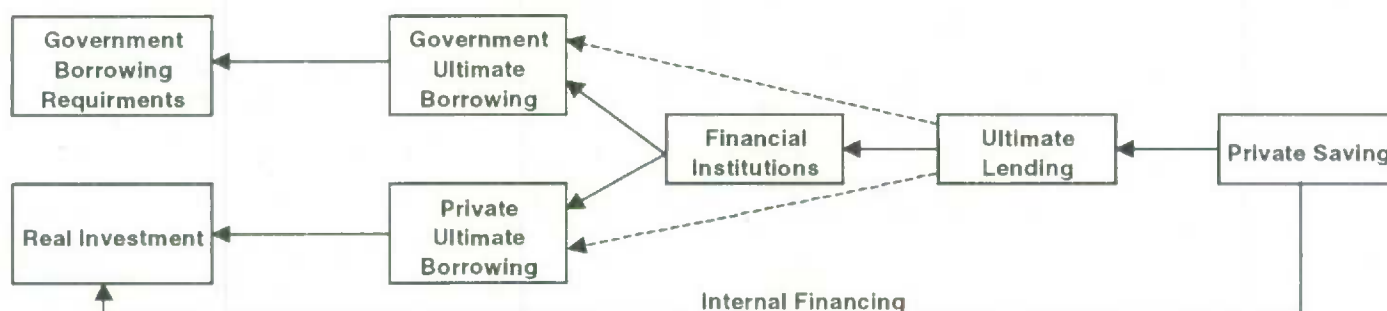 Government
Borrowing
Requirments
Government
Ultimate
Borrowing
Financial
Institutions
Ultimate
Lending
Private Saving
Real Investment
Private
Ultimate
Borrowing
Internal Financing